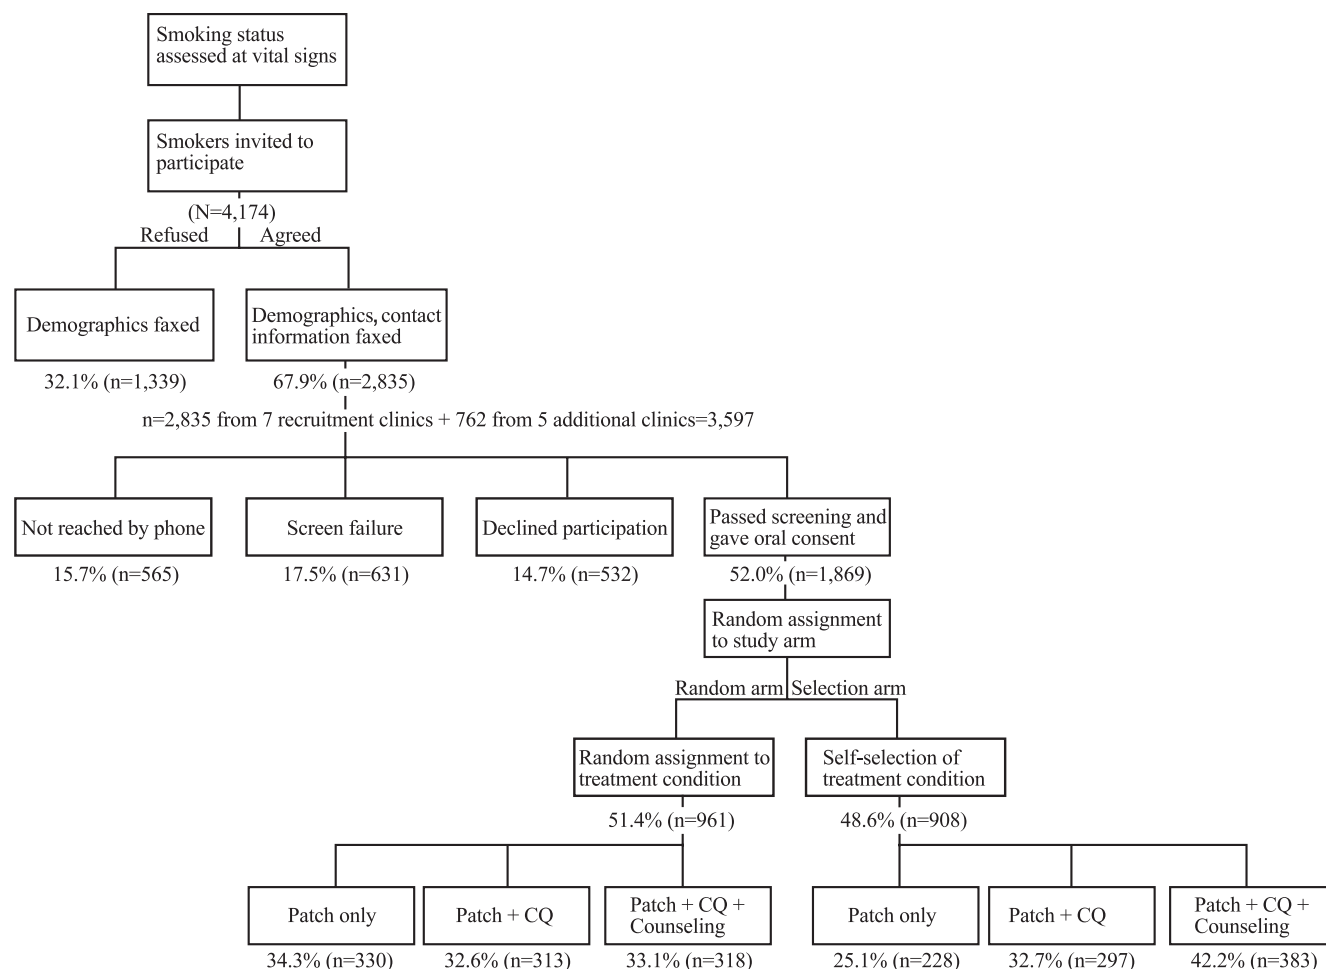 Smoking status
assessed at vital signs
Smokers invited to
participate
(N=4,174)
Refused Agreed
Demographics faxed
Demographics, contact
information faxed
32.1% (n=1,339)
67.9% (n=2,835)
n=2,835 from 7 recruitment clinics + 762 from 5 additional clinics=3,597
Not reached by phone
Screen failure
Declined participation
Passed screening and
gave oral consent
15.7% (n=565)
17.5% (n=631)
14.7% (n=532)
52.0% (n=1,869)
Random assignment
to study arm
Random arm Selection arm
Random assignment to
treatment condition
Self-selection of
treatment condition
51.4% (n=961)
48.6% (n=908)
Patch only
Patch + CQ
Patch + CQ +
Counseling
Patch only
Patch + CQ
Patch + CQ +
Counseling
34.3% (n=330)
32.6% (n=313)
33.1% (n=318)
25.1% (n=228)
32.7% (n=297)
42.2% (n=383)